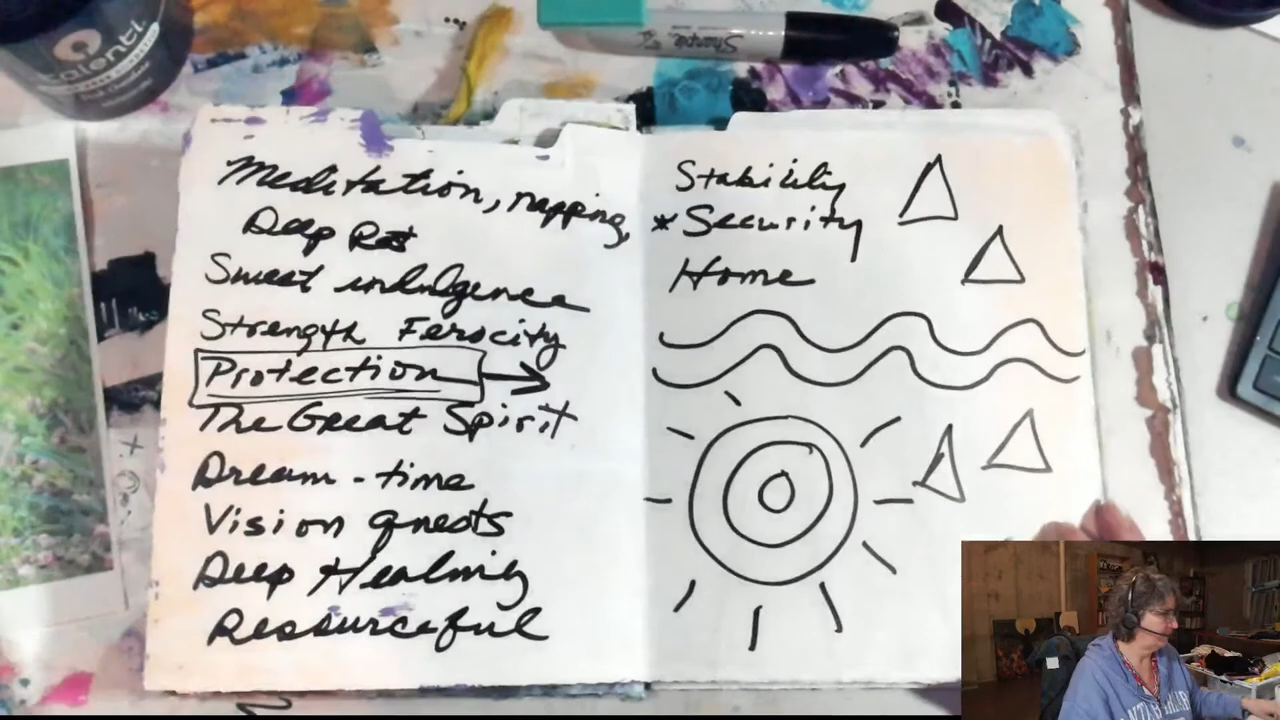 talenti
Sharpie
Meditation, napping,
Deep Rest
Sweet indulgence
Strength Ferocity
Protection
The Great Spirit
Dream-time
Vision quests
Deep Healing
Resourceful
Stability
*Security
Home